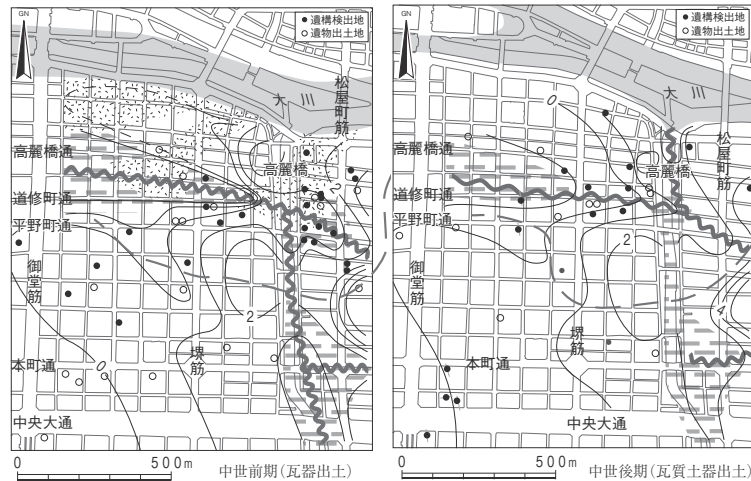 GN
●遺構検出地
○遺物出土地
大川
松屋町筋
高麗橋通
高麗橋
道修町通
平野町通
御堂筋
2
2
堺筋
本町通
0
中央大通
0 500m
中世前期(瓦器出土)
GN
●遺構検出地
○遺物出土地
大川
0
松屋町筋
高麗橋通
高麗橋
道修町通
平野町通
2
御堂筋
4
堺筋
本町通
0
中央大通
0 500m
中世後期(瓦質土器出土)